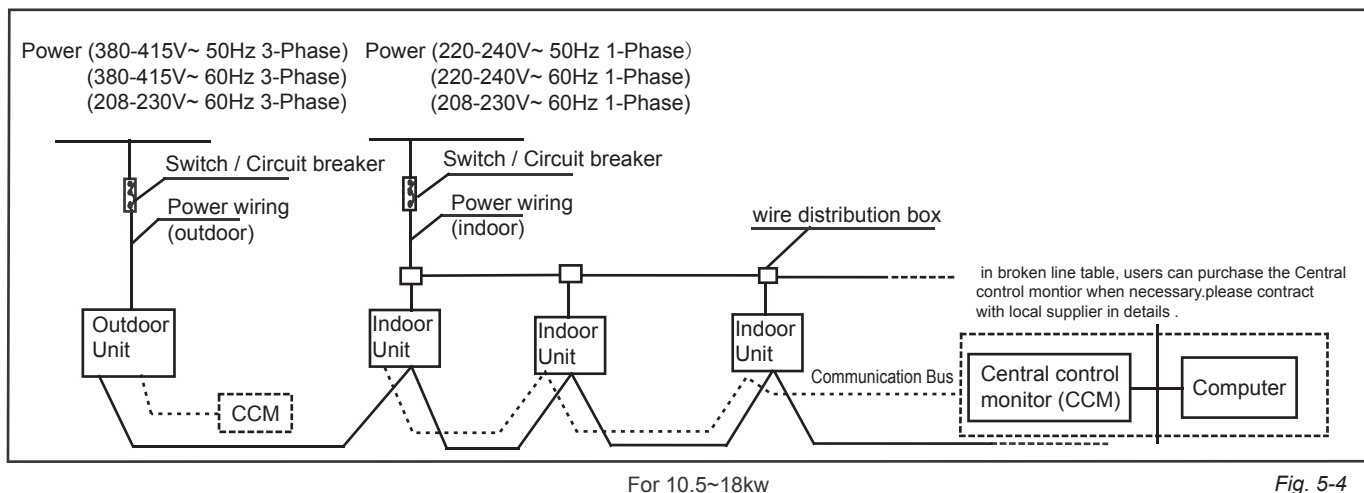 Power (380-415V~ 50Hz 3-Phase)
(380-415V~ 60Hz 3-Phase)
(208-230V~ 60Hz 3-Phase)
Power (220-240V~ 50Hz 1-Phase）
(220-240V~ 60Hz 1-Phase)
(208-230V~ 60Hz 1-Phase)
Switch / Circuit breaker
Power wiring
(outdoor)
Switch / Circuit breaker
Power wiring
(indoor)
wire distribution box
in broken line table, users can purchase the Central
control montior when necessary.please contract
with local supplier in details .
Outdoor
Unit
Indoor
Unit
Indoor
Unit
Indoor
Unit
CCM
Communication Bus
Central control
monitor (CCM)
Computer
For 10.5~18kw
Fig. 5-4